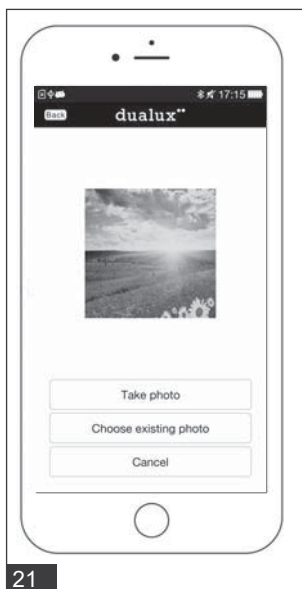 17:15
Back
dualux
Take photo
Choose existing photo
Cancel
21